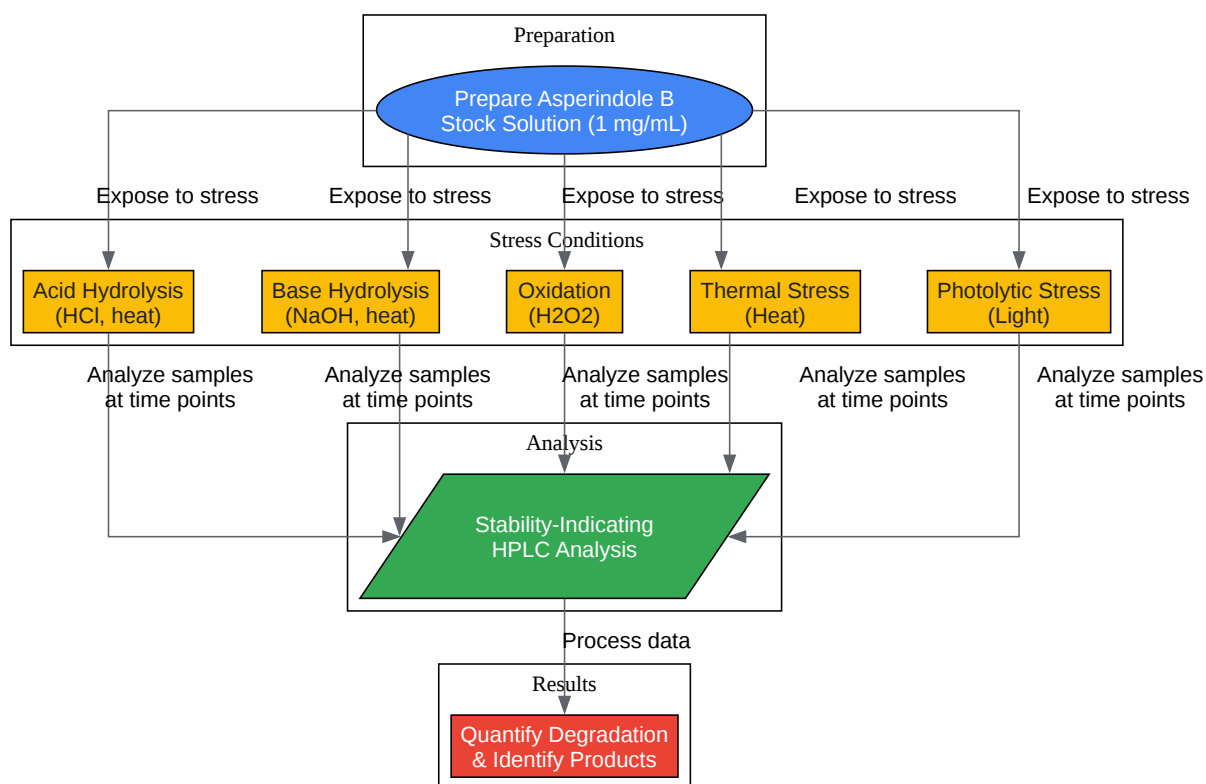 Preparation
Prepare Asperindole B
Stock Solution (1 mg/mL)
Expose to stress
Expose to stress
Expose to stress
Expose to stress
Expose to stress
Stress Conditions
Acid Hydrolysis
(HCl, heat)
Base Hydrolysis
(NaOH, heat)
Oxidation
(H2O2)
Thermal Stress
(Heat)
Photolytic Stress
(Light)
Analyze samples
at time points
Analyze samples
at time points
Analyze samples
at time points
Analyze samples
at time points
Analyze samples
at time points
Analysis
Stability-Indicating
HPLC Analysis
Process data
Results
Quantify Degradation
& Identify Products